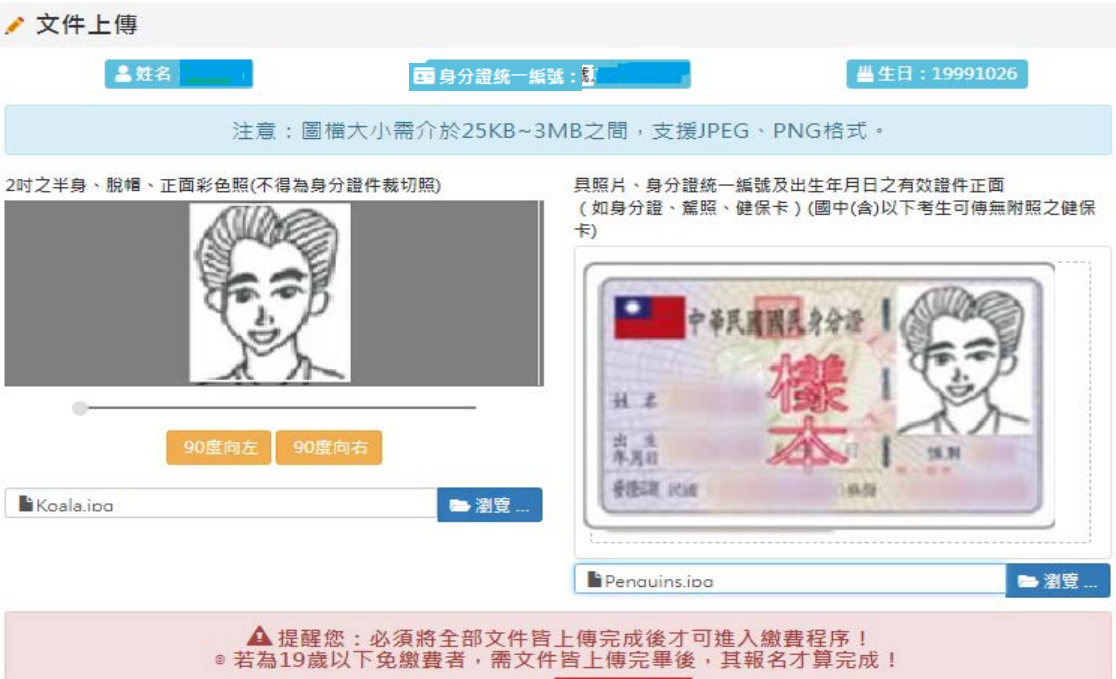 文件上傳
姓名：
身分證統一編號：
生日：19991026
注意：圖檔大小需介於25KB~3MB之間，支援JPEG、PNG格式。
2吋之半身、脫帽、正面彩色照(不得為身分證件裁切照)
90度向左
90度向右
Koala.jpg
瀏覽 ...
具照片、身分證統一編號及出生年月日之有效證件正面
（如身分證、駕照、健保卡）(國中(含)以下考生可傳無附照之健保
卡)
中華民國國民身分證
樣本
姓名
出生
年月日
日
性別
發證日期 民國
Penguins.jpg
瀏覽 ...
提醒您：必須將全部文件皆上傳完成後才可進入繳費程序！
◎若為19歲以下免繳費者，需文件皆上傳完畢後，其報名才算完成！